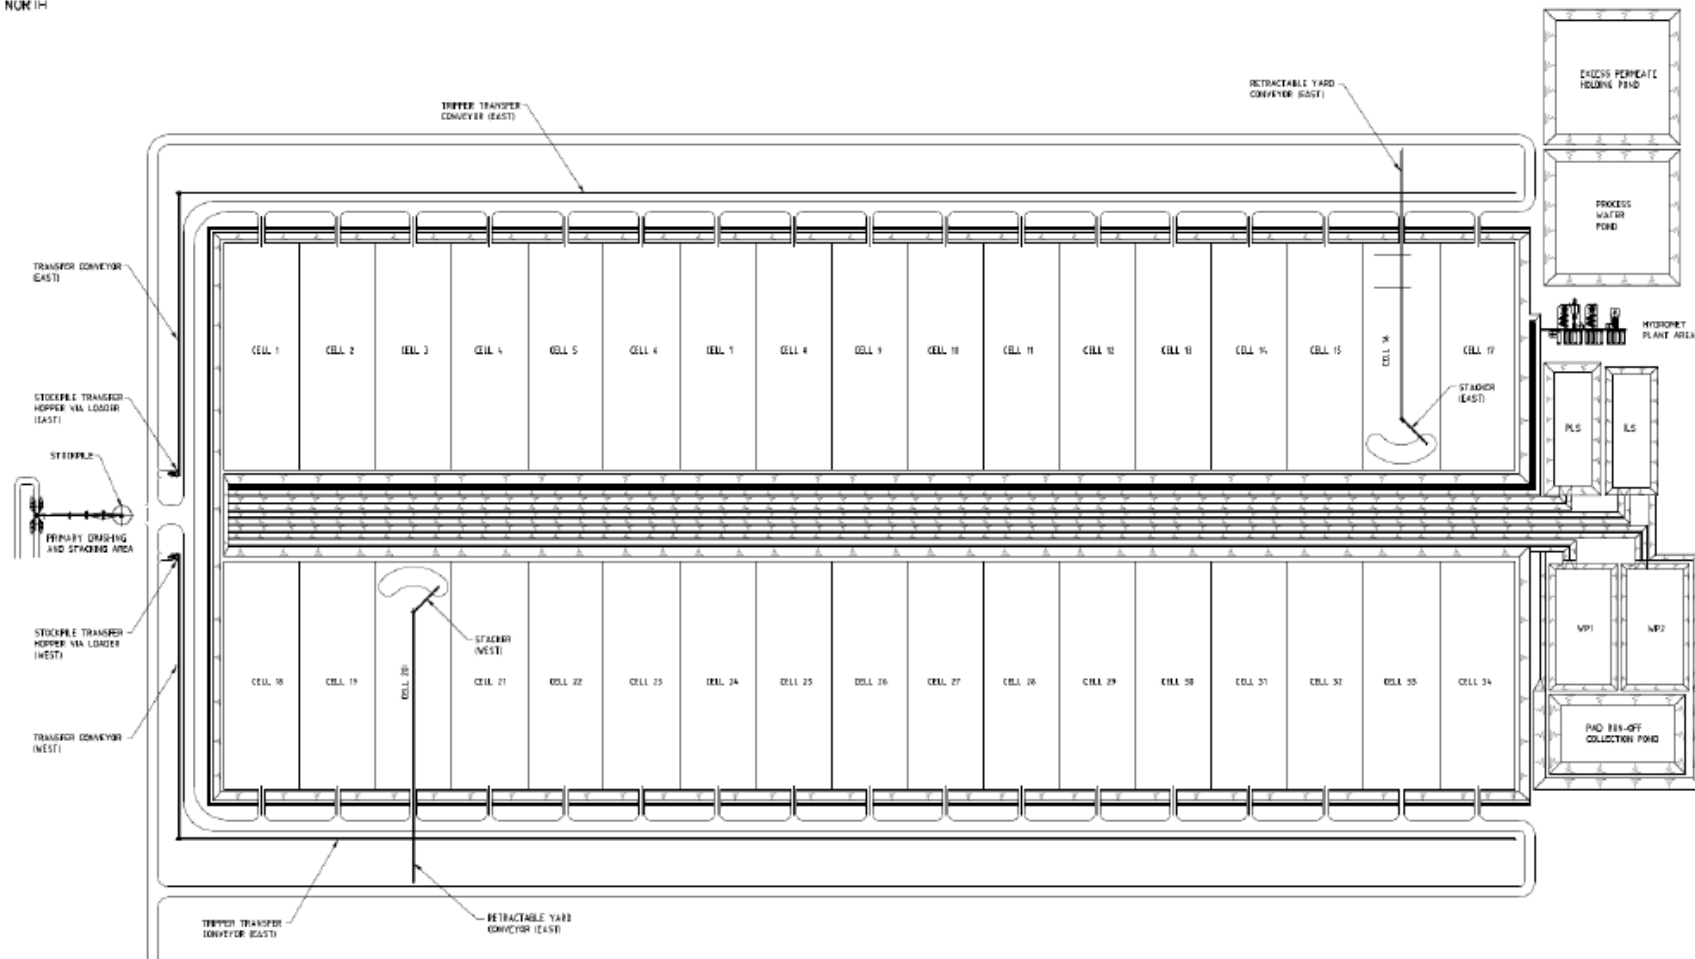 NORTH
EXCESS PERMEATE
HOLDING POND
RETRACTABLE YARD
CONVEYOR (EAST)
TRIPPER TRANSFER
CONVEYOR (EAST)
PROCESS
WATER
POND
TRANSFER CONVEYOR
(EAST)
HYDROMET
PLANT AREA
CELL 1
CELL 2
CELL 3
CELL 4
CELL 5
CELL 6
CELL 7
CELL 8
CELL 9
CELL 10
CELL 11
CELL 12
CELL 13
CELL 14
CELL 15
CELL 16
CELL 17
STACKER
(EAST)
STOCKPILE TRANSFER
HOPPER VIA LOADER
(EAST)
PLS
ILS
STOCKPILE
PRIMARY CRUSHING
AND STACKING AREA
STOCKPILE TRANSFER
HOPPER VIA LOADER
(WEST)
STACKER
(WEST)
WP1
WP2
CELL 18
CELL 19
CELL 20
CELL 21
CELL 22
CELL 23
CELL 24
CELL 25
CELL 26
CELL 27
CELL 28
CELL 29
CELL 30
CELL 31
CELL 32
CELL 33
CELL 34
TRANSFER CONVEYOR
(WEST)
PAD RUN-OFF
COLLECTION POND
TRIPPER TRANSFER
CONVEYOR (EAST)
RETRACTABLE YARD
CONVEYOR (EAST)